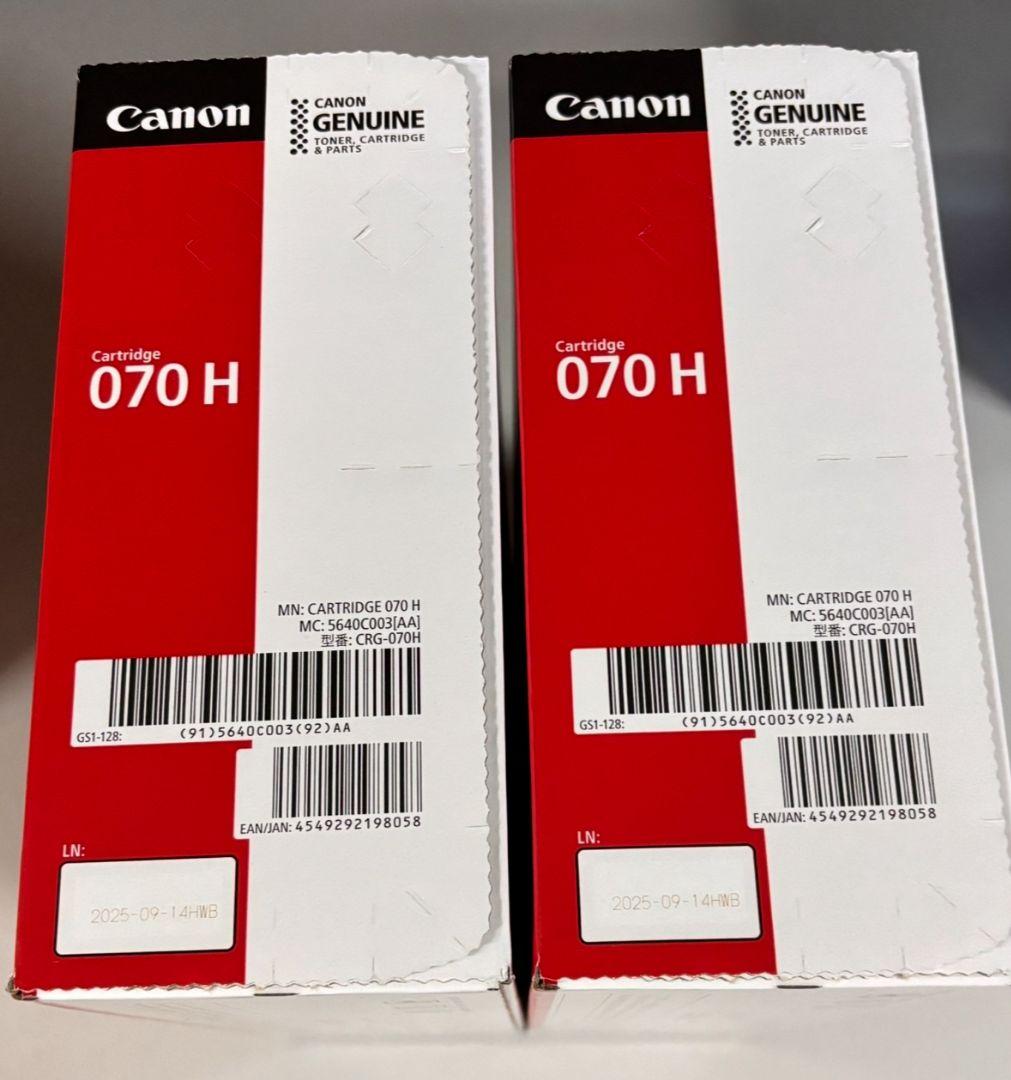 Canon
CANON
GENUINE
TONER, CARTRIDGE
& PARTS
Cartridge
070 H
MN: CARTRIDGE 070 H
MC: 5640C003[AA]
型番: CRG-070H
GS1-128: (91)5640C003(92)AA
EAN/JAN: 4549292198058
LN:
2025-09-14HWB
Canon
CANON
GENUINE
TONER, CARTRIDGE
& PARTS
Cartridge
070 H
MN: CARTRIDGE 070 H
MC: 5640C003[AA]
型番: CRG-070H
GS1-128: (91)5640C003(92)AA
EAN/JAN: 4549292198058
LN:
2025-09-14HWB